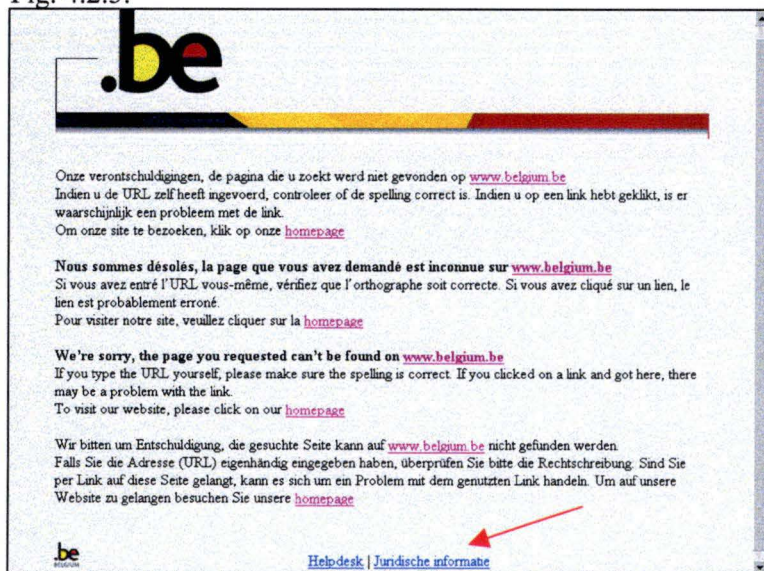 Fig. 4.2.3.
.be
Onze verontschuldigingen, de pagina die u zoekt werd niet gevonden op www.belgium.be
Indien u de URL zelf heeft ingevoerd, controleer of de spelling correct is. Indien u op een link hebt geklikt, is er
waarschijnlijk een probleem met de link.
Om onze site te bezoeken, klik op onze homepage
Nous sommes désolés, la page que vous avez demandé est inconnue sur www.belgium.be
Si vous avez entré l'URL vous-même, vérifiez que l'orthographe soit correcte. Si vous avez cliqué sur un lien, le
lien est probablement erroné.
Pour visiter notre site, veuillez cliquer sur la homepage
We're sorry, the page you requested can't be found on www.belgium.be
If you type the URL yourself, please make sure the spelling is correct. If you clicked on a link and got here, there
may be a problem with the link.
To visit our website, please click on our homepage
Wir bitten um Entschuldigung, die gesuchte Seite kann auf www.belgium.be nicht gefunden werden.
Falls Sie die Adresse (URL) eigenhändig eingegeben haben, überprüfen Sie bitte die Rechtschreibung. Sind Sie
per Link auf diese Seite gelangt, kann es sich um ein Problem mit dem genutzten Link handeln. Um auf unsere
Website zu gelangen besuchen Sie unsere homepage
.be
BELGIUM
Helpdesk | Juridische informatie